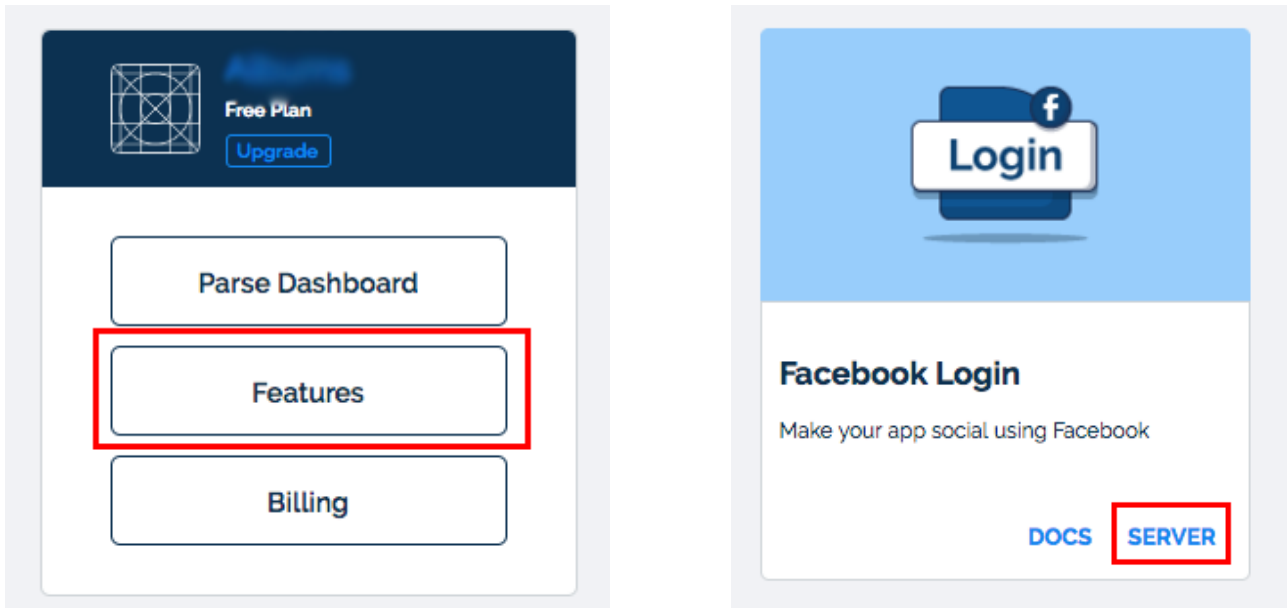 Free Plan
Upgrade
Parse Dashboard
Features
Billing
f
Login
Facebook Login
Make your app social using Facebook
DOCS SERVER